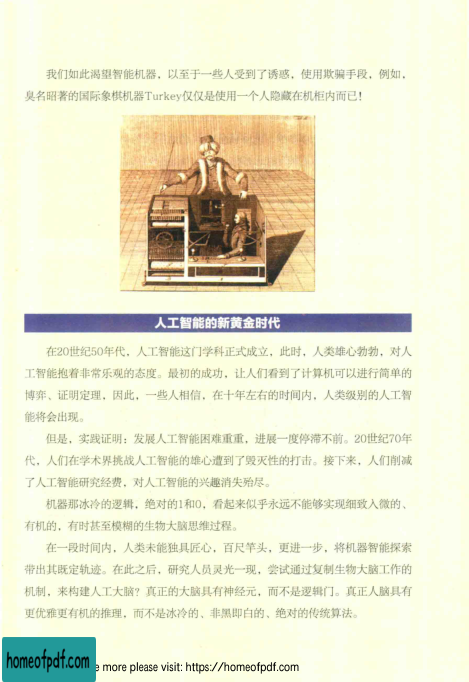 我们如此渴望智能机器，以至于一些人受到了诱惑，使用欺骗手段，例如，
臭名昭著的国际象棋机器Turkey仅仅是使用一个人隐藏在机柜内而已！
人工智能的新黄金时代
在20世纪50年代，人工智能这门学科正式成立，此时，人类雄心勃勃，对人
工智能抱着非常乐观的态度。最初的成功，让人们看到了计算机可以进行简单的
博弈、证明定理，因此，一些人相信，在十年左右的时间内，人类级别的人工智
能将会出现。
但是，实践证明：发展人工智能困难重重，进展一度停滞不前。20世纪70年
代，人们在学术界挑战人工智能的雄心遭到了毁灭性的打击。接下来，人们削减
了人工智能研究经费，对人工智能的兴趣消失殆尽。
机器那冰冷的逻辑，绝对的1和0，看起来似乎永远不能够实现细致入微的、
有机的，有时甚至模糊的生物大脑思维过程。
在一段时间内，人类未能独具匠心，百尺竿头，更进一步，将机器智能探索
带出其既定轨迹。在此之后，研究人员灵光一现，尝试通过复制生物大脑工作的
机制，来构建人工大脑？真正的大脑具有神经元，而不是逻辑门。真正人脑具有
更优雅更有机的推理，而不是冰冷的、非黑即白的、绝对的传统算法。
homeofpdf.com
e more please visit: https://homeofpdf.com